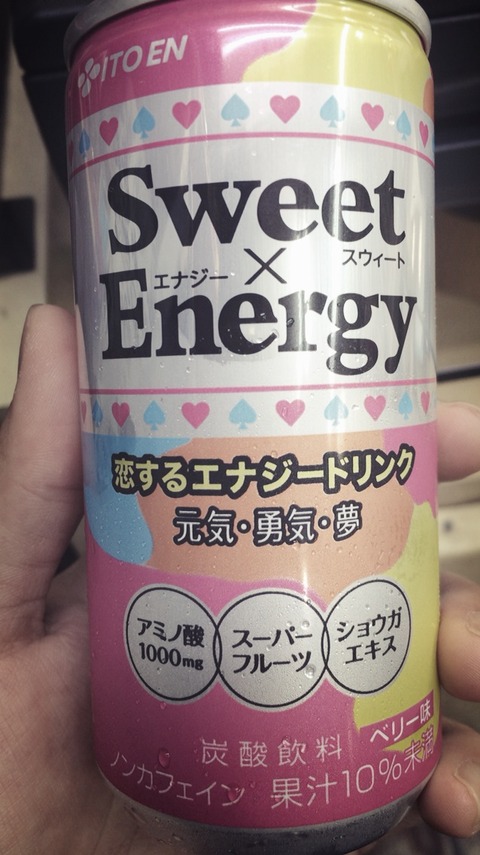 ITO EN
Sweet
スウィート
×
エナジー
Energy
恋するエナジードリンク
元気・勇気・夢
アミノ酸
1000mg
スーパー
フルーツ
ショウガ
エキス
ベリー味
炭酸飲料
ノンカフェイン 果汁10%未満